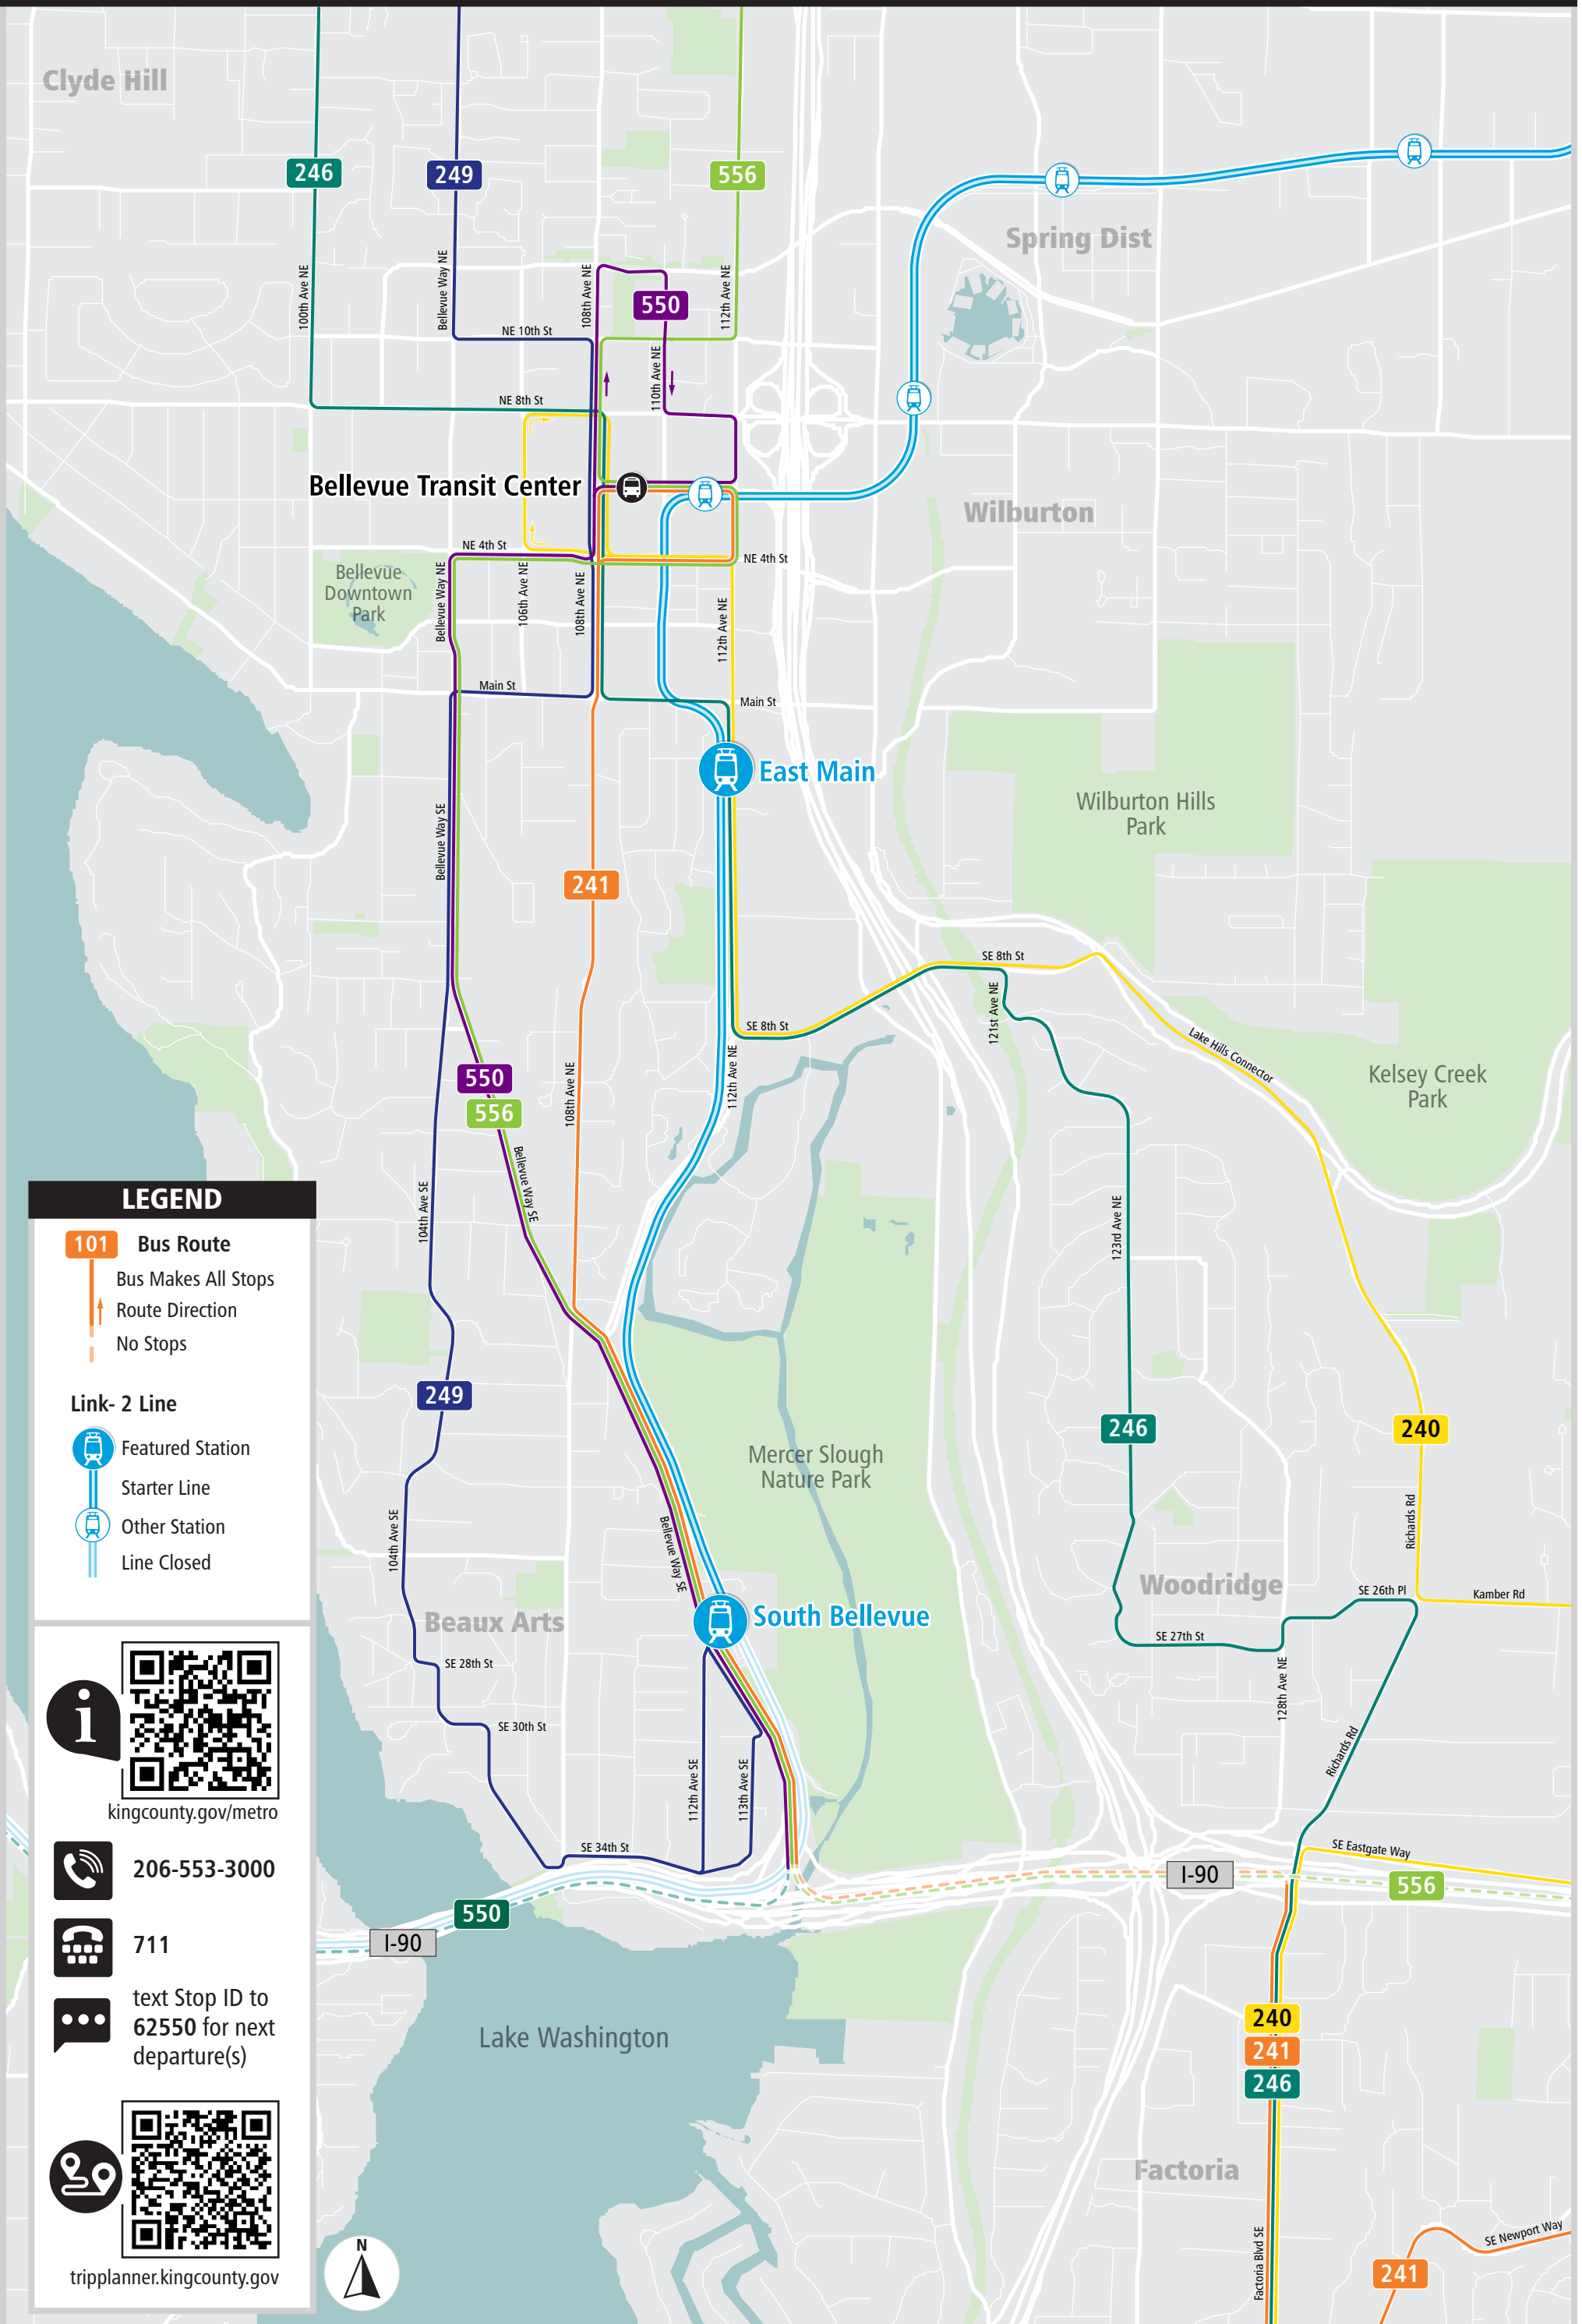 Clyde Hill
246
249
556
Spring Dist
100th Ave NE
Bellevue Way NE
108th Ave NE
550
112th Ave NE
NE 10th St
110th Ave NE
NE 8th St
Bellevue Transit Center
Wilburton
NE 4th St
NE 4th St
Bellevue
Downtown
Park
Bellevue Way NE
106th Ave NE
108th Ave NE
112th Ave NE
Main St
Main St
East Main
Wilburton Hills
Park
Bellevue Way SE
241
SE 8th St
121st Ave NE
SE 8th St
Lake Hills Connector
Kelsey Creek
Park
550
556
108th Ave NE
112th Ave NE
Bellevue Way SE
104th Ave SE
123rd Ave NE
249
246
240
Mercer Slough
Nature Park
104th Ave SE
Bellevue Way SE
Richards Rd
Woodridge
SE 26th Pl
Kamber Rd
Beaux Arts
South Bellevue
SE 27th St
SE 28th St
128th Ave NE
SE 30th St
Richards Rd
112th Ave SE
113th Ave SE
SE 34th St
SE Eastgate Way
I-90
556
550
I-90
240
241
246
Lake Washington
Factoria
Factoria Blvd SE
SE Newport Way
241
LEGEND
101 Bus Route
Bus Makes All Stops
Route Direction
No Stops
Link- 2 Line
Featured Station
Starter Line
Other Station
Line Closed
i
kingcounty.gov/metro
206-553-3000
711
text Stop ID to
62550 for next
departure(s)
tripplanner.kingcounty.gov
N